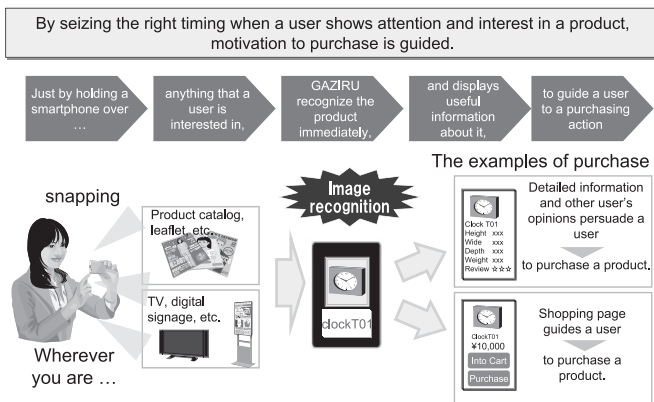 By seizing the right timing when a user shows attention and interest in a product,
motivation to purchase is guided.
Just by holding a
smartphone over
…
anything that a
user is
interested in,
GAZIRU
recognize the
product
immediately,
and displays
useful
information
about it,
to guide a user
to a purchasing
action
The examples of purchase
snapping
Product catalog,
leaflet, etc.
TV, digital
signage, etc.
Wherever
you are …
Image
recognition
clockT01
Clock T01
Height xxx
Wide xxx
Depth xxx
Weight xxx
Review ☆☆☆
Detailed information
and other user's
opinions persuade a
user
to purchase a product.
ClockT01
¥10,000
Into Cart
Purchase
Shopping page
guides a user
to purchase a
product.